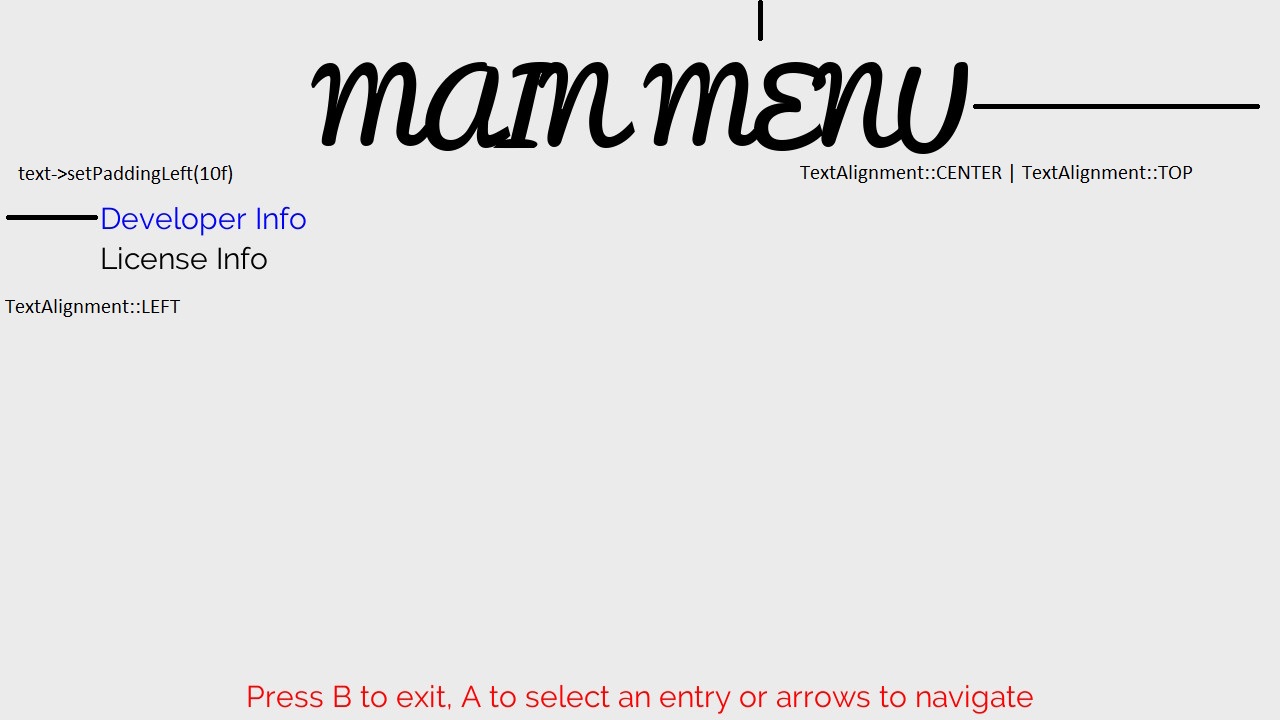 MAIN MENU
text->setPaddingLeft(10f)
TextAlignment::CENTER | TextAlignment::TOP
Developer Info
License Info
TextAlignment::LEFT
Press B to exit, A to select an entry or arrows to navigate